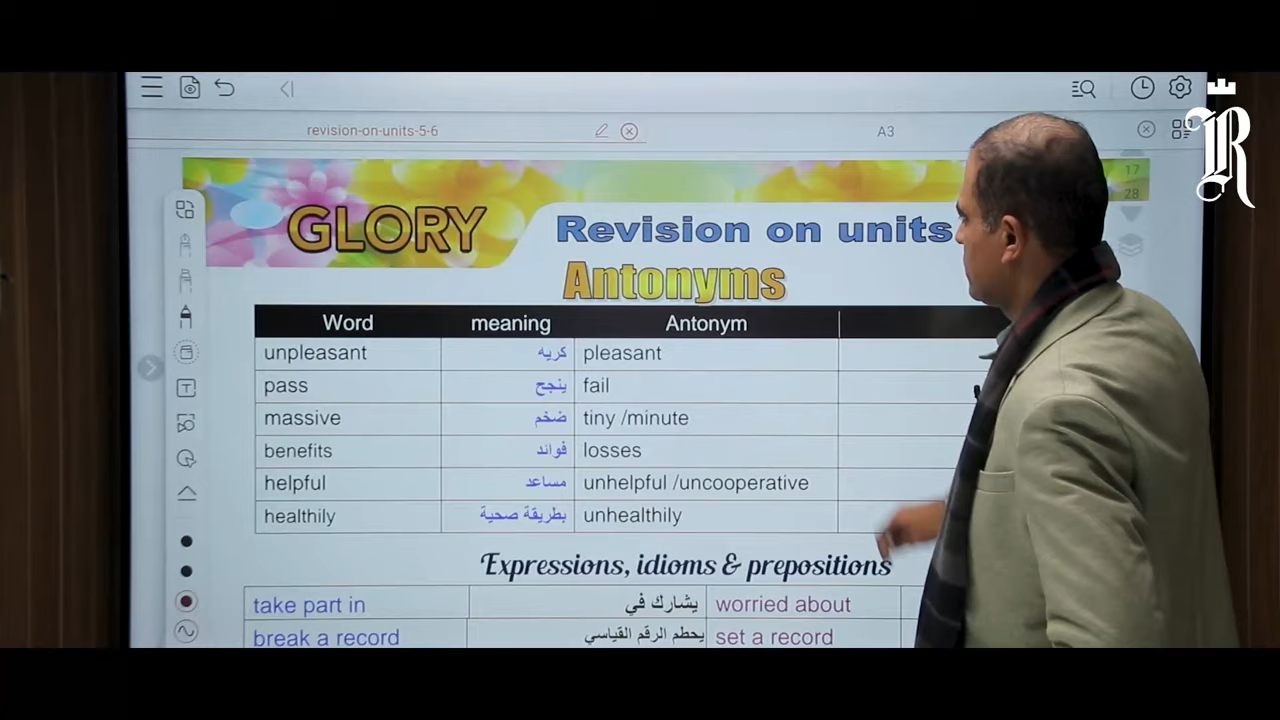 revision-on-units-5-6
A3
17
28
R
GLORY
Revision on units
Antonyms
Word meaning Antonym
unpleasant كريه pleasant
pass ينجح fail
massive ضخم tiny /minute
benefits فوائد losses
helpful مساعد unhelpful /uncooperative
healthily بطريقة صحية unhealthily
Expressions, idioms & prepositions
take part in يشارك في worried about
break a record يحطم الرقم القياسي set a record